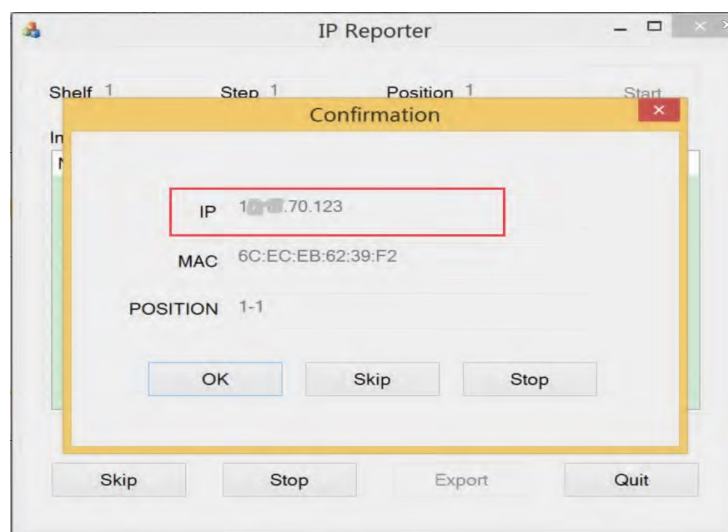 IP Reporter
Shelf 1 Step 1 Position 1 Start
Confirmation
In
IP .70.123
MAC 6C:EC:EB:62:39:F2
POSITION 1-1
OK Skip Stop
Skip Stop Export Quit